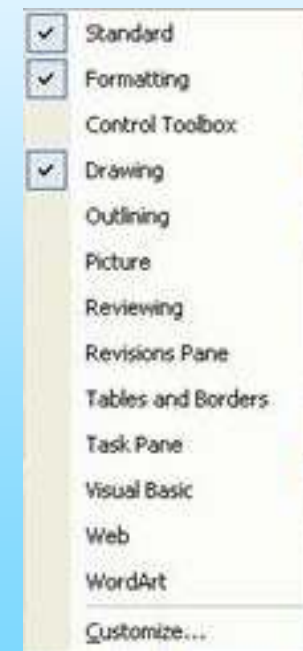 Standard
Formatting
Control Toolbox
Drawing
Outlining
Picture
Reviewing
Revisions Pane
Tables and Borders
Task Pane
Visual Basic
Web
WordArt
Customize...